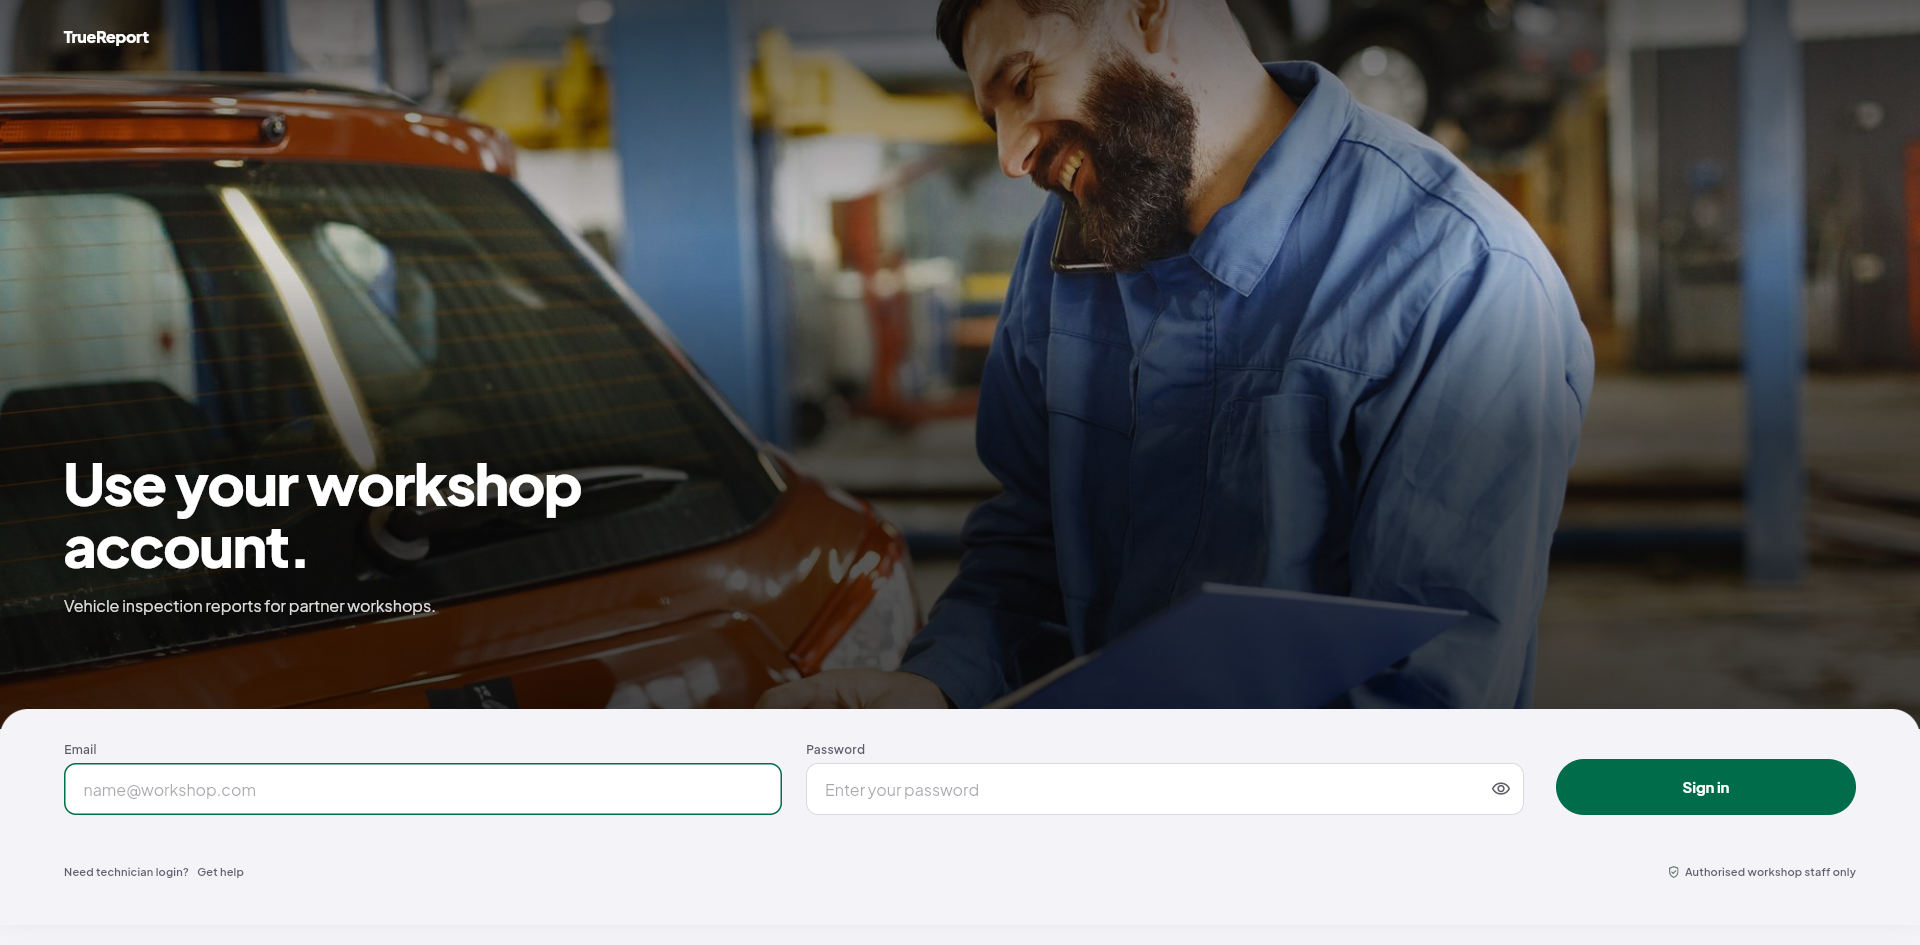 TrueReport
Use your workshop
account.
Vehicle inspection reports for partner workshops.
Email
Password
name@workshop.com
Enter your password
Sign in
Need technician login? Get help
Authorised workshop staff only